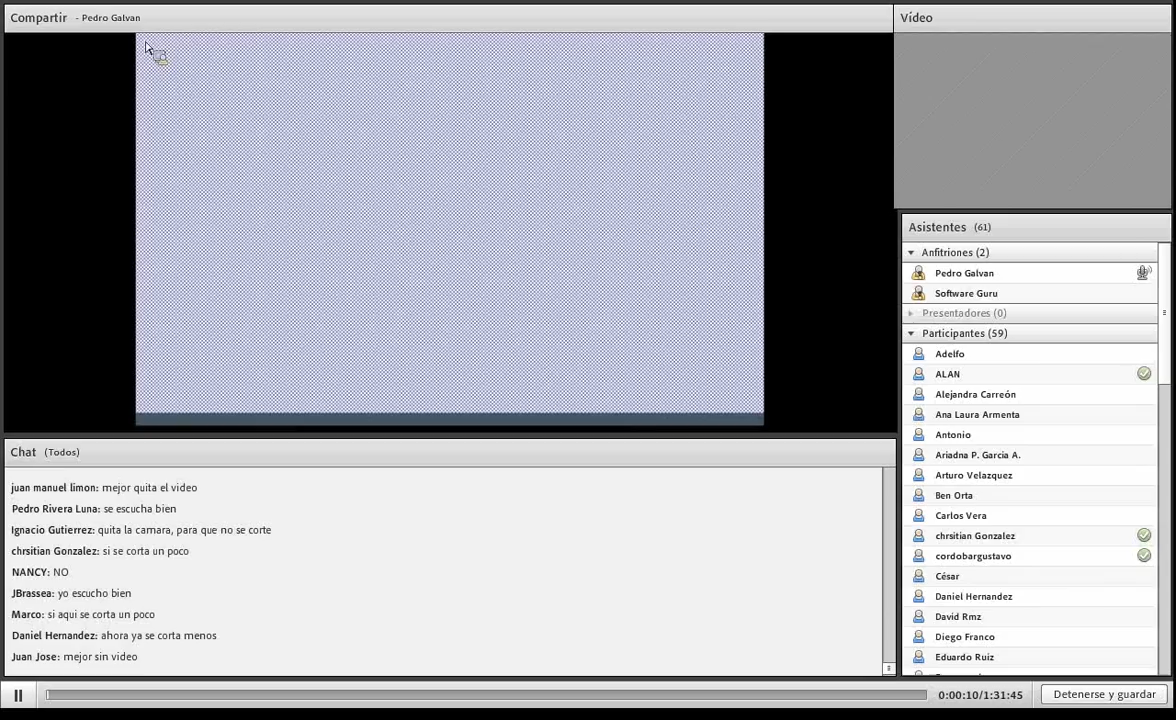 Compartir - Pedro Galvan
Vídeo
Asistentes (61)
Anfitriones (2)
Pedro Galvan
Software Guru
Presentadores (0)
Participantes (59)
Adelfo
ALAN
Alejandra Carreón
Ana Laura Armenta
Antonio
Ariadna P. Garcia A.
Arturo Velazquez
Ben Orta
Carlos Vera
chrsitian Gonzalez
cordobargustavo
César
Daniel Hernandez
David Rmz
Diego Franco
Eduardo Ruiz
Chat (Todos)
juan manuel limon: mejor quita el video
Pedro Rivera Luna: se escucha bien
Ignacio Gutierrez: quita la camara, para que no se corte
chrsitian Gonzalez: si se corta un poco
NANCY: NO
JBrassea: yo escucho bien
Marco: si aqui se corta un poco
Daniel Hernandez: ahora ya se corta menos
Juan Jose: mejor sin video
0:00:10/1:31:45
Detenerse y guardar